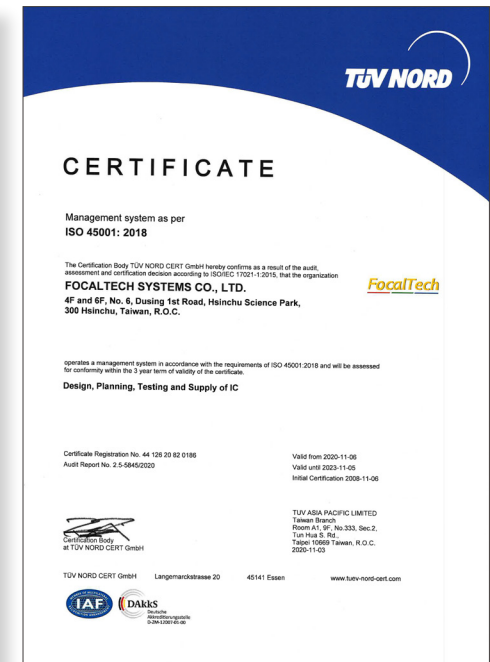 TÜV NORD
CERTIFICATE
Management system as per
ISO 45001: 2018
The Certification Body TÜV NORD CERT GmbH hereby confirms as a result of the audit,
assessment and certification decision according to ISO/IEC 17021-1:2015, that the organization
FOCALTECH SYSTEMS CO., LTD.
4F and 6F, No. 6, Dusing 1st Road, Hsinchu Science Park,
300 Hsinchu, Taiwan, R.O.C.
FocalTech
operates a management system in accordance with the requirements of ISO 45001:2018 and will be assessed
for conformity within the 3 year term of validity of the certificate.
Design, Planning, Testing and Supply of IC
Certificate Registration No. 44 126 20 82 0186
Audit Report No. 2.5-5845/2020
Valid from 2020-11-06
Valid until 2023-11-05
Initial Certification 2008-11-06
Certification Body
at TÜV NORD CERT GmbH
TUV ASIA PACIFIC LIMITED
Taiwan Branch
Room A1, 9F, No.333, Sec.2,
Tun Hua S. Rd.,
Taipei 10669 Taiwan, R.O.C.
2020-11-03
TÜV NORD CERT GmbH Langemarckstrasse 20 45141 Essen www.tuev-nord-cert.com
IAF
DAkkS
Deutsche
Akkreditierungsstelle
D-ZM-12007-01-00